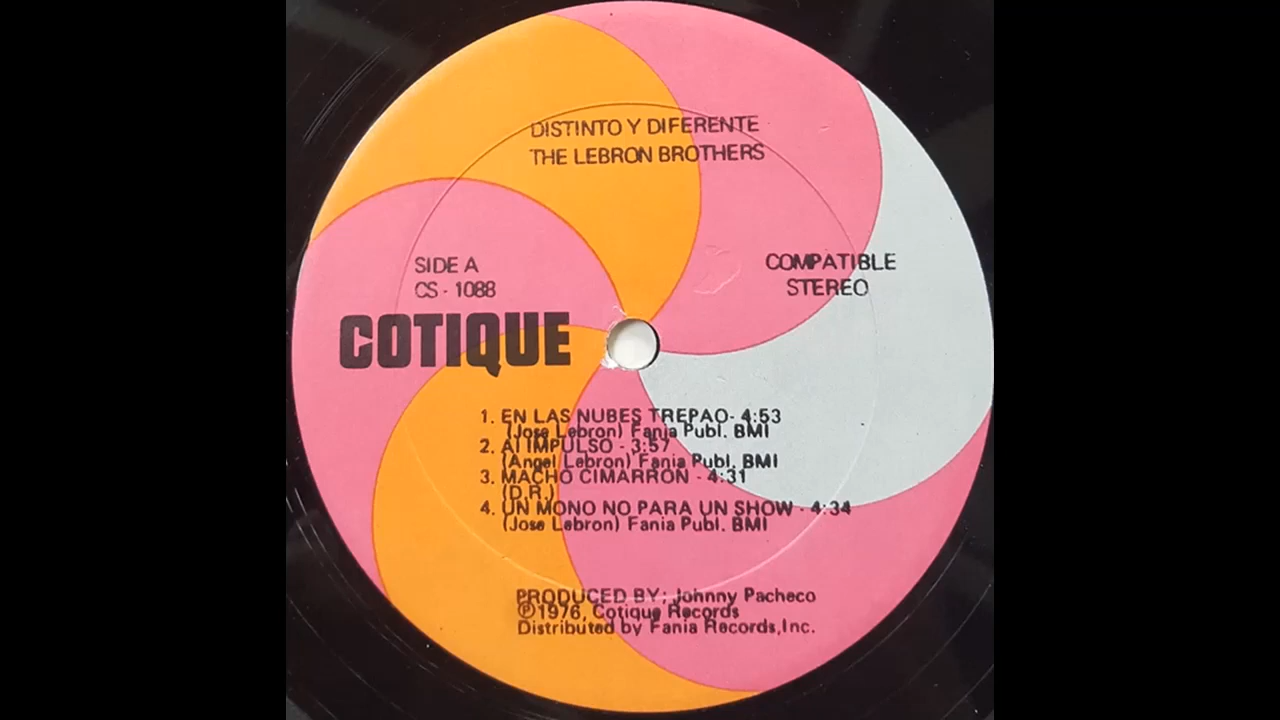 DISTINTO Y DIFERENTE
THE LEBRON BROTHERS
SIDE A
CS - 1088
COMPATIBLE
STEREO
COTIQUE
1. EN LAS NUBES TREPAO- 4:53
(Jose Lebron) Fania Publ. BMI
2. AI IMPULSO - 3:57
(Angel Lebron) Fania Publ. BMI
3. MACHO CIMARRON - 4:31
(D.R.)
4. UN MONO NO PARA UN SHOW - 4:34
(Jose Lebron) Fania Publ. BMI
PRODUCED BY: Johnny Pacheco
℗1976, Cotique Records
Distributed by Fania Records,Inc.